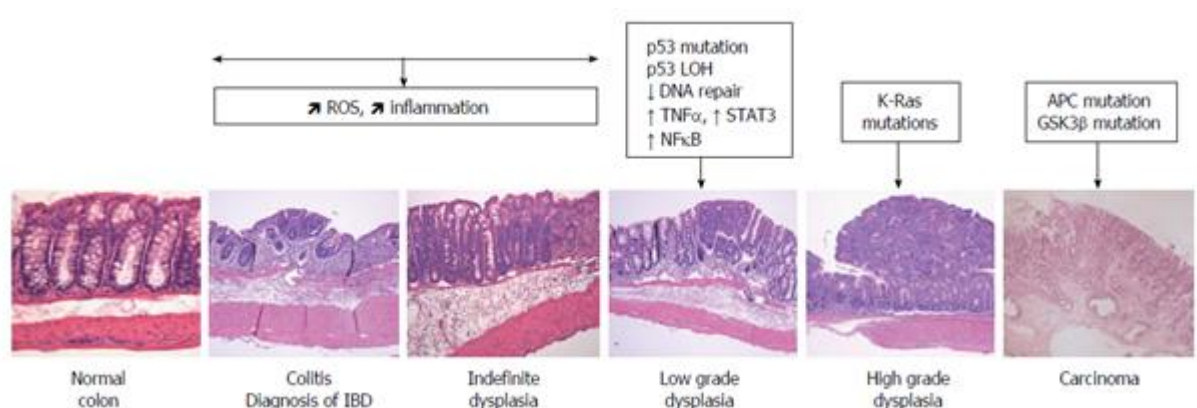 ↗ ROS, ↗ inflammation
p53 mutation
p53 LOH
↓ DNA repair
↑ TNFα, ↑ STAT3
↑ NFκB
K-Ras
mutations
APC mutation
GSK3β mutation
Normal
colon
Colitis
Diagnosis of IBD
Indefinite
dysplasia
Low grade
dysplasia
High grade
dysplasia
Carcinoma